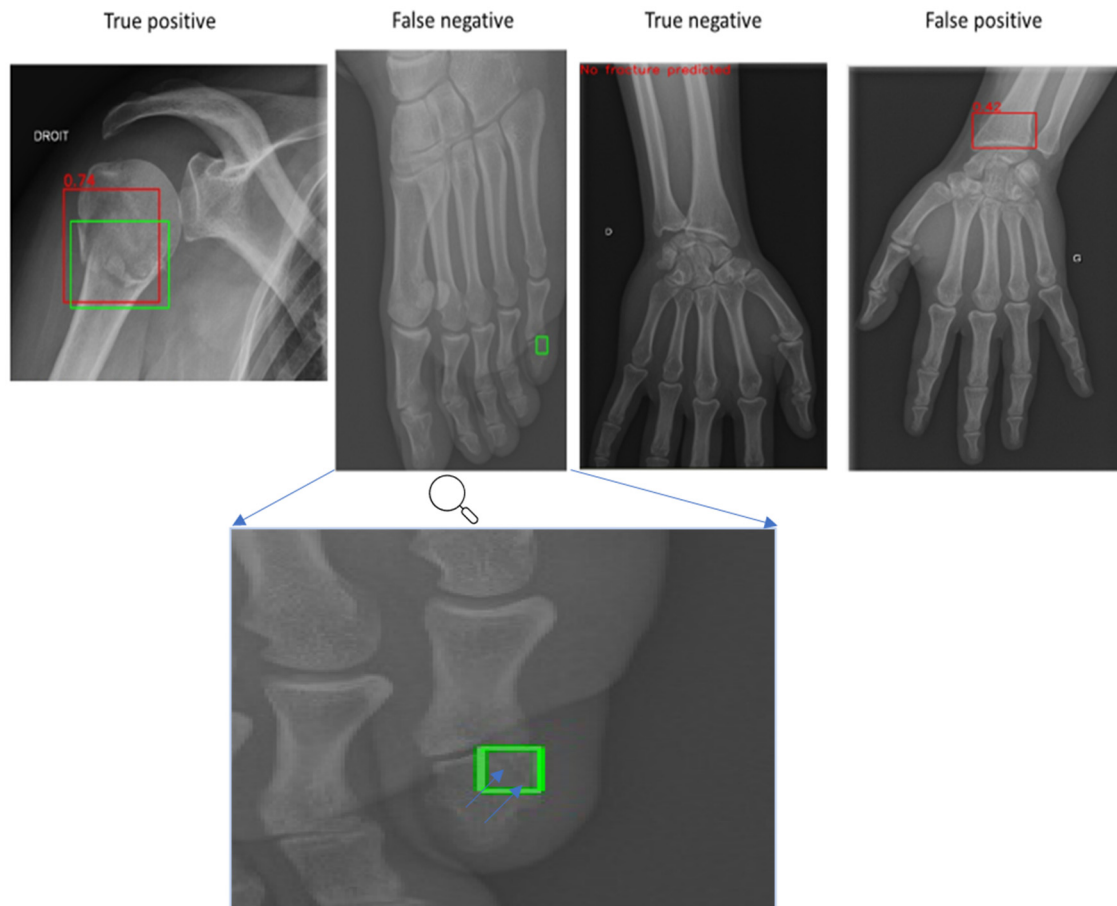 True positive
False negative
True negative
False positive
DROIT
0.74
No fracture predicted
D
0.42
G